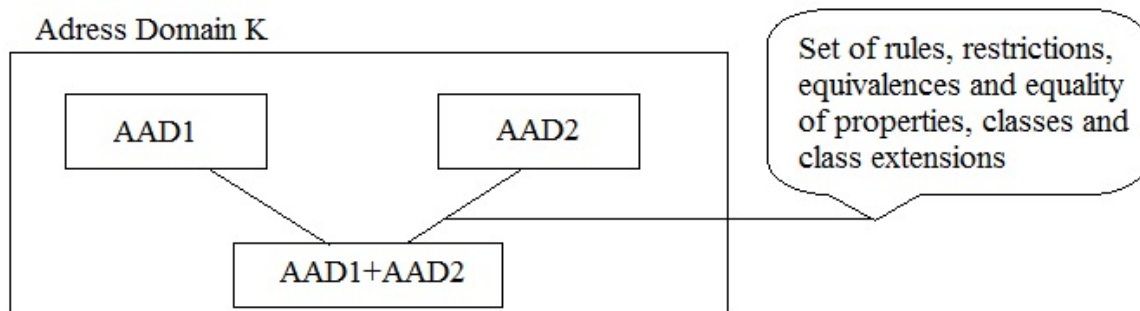 Adress Domain K
AAD1
AAD2
AAD1+AAD2
Set of rules, restrictions,
equivalences and equality
of properties, classes and
class extensions